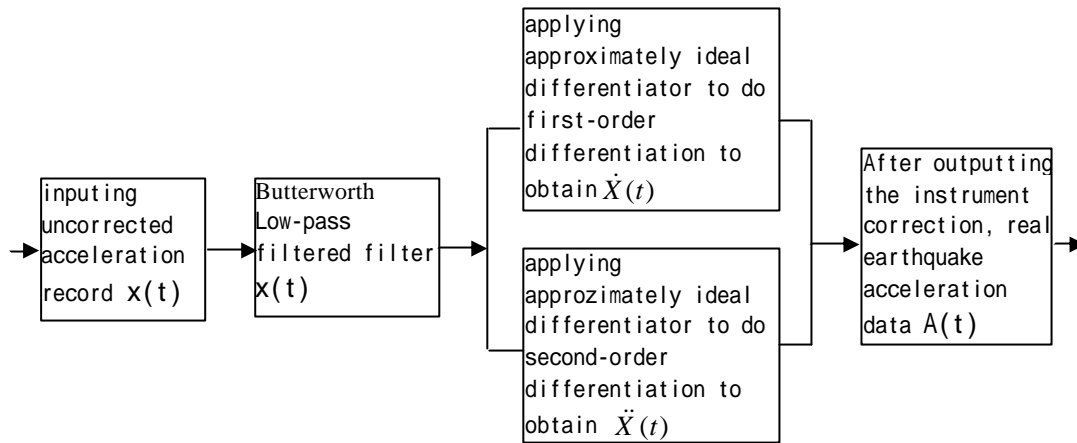 inputing
uncorrected
acceleration
record x(t)
Butterworth
Low-pass
filtered filter
x(t)
applying
approximately ideal
differentiator to do
first-order
differentiation to
obtain Ẋ(t)
applying
approzimately ideal
differentiator to do
second-order
differentiation to
obtain Ẍ(t)
After outputting
the instrument
correction, real
earthquake
acceleration
data A(t)